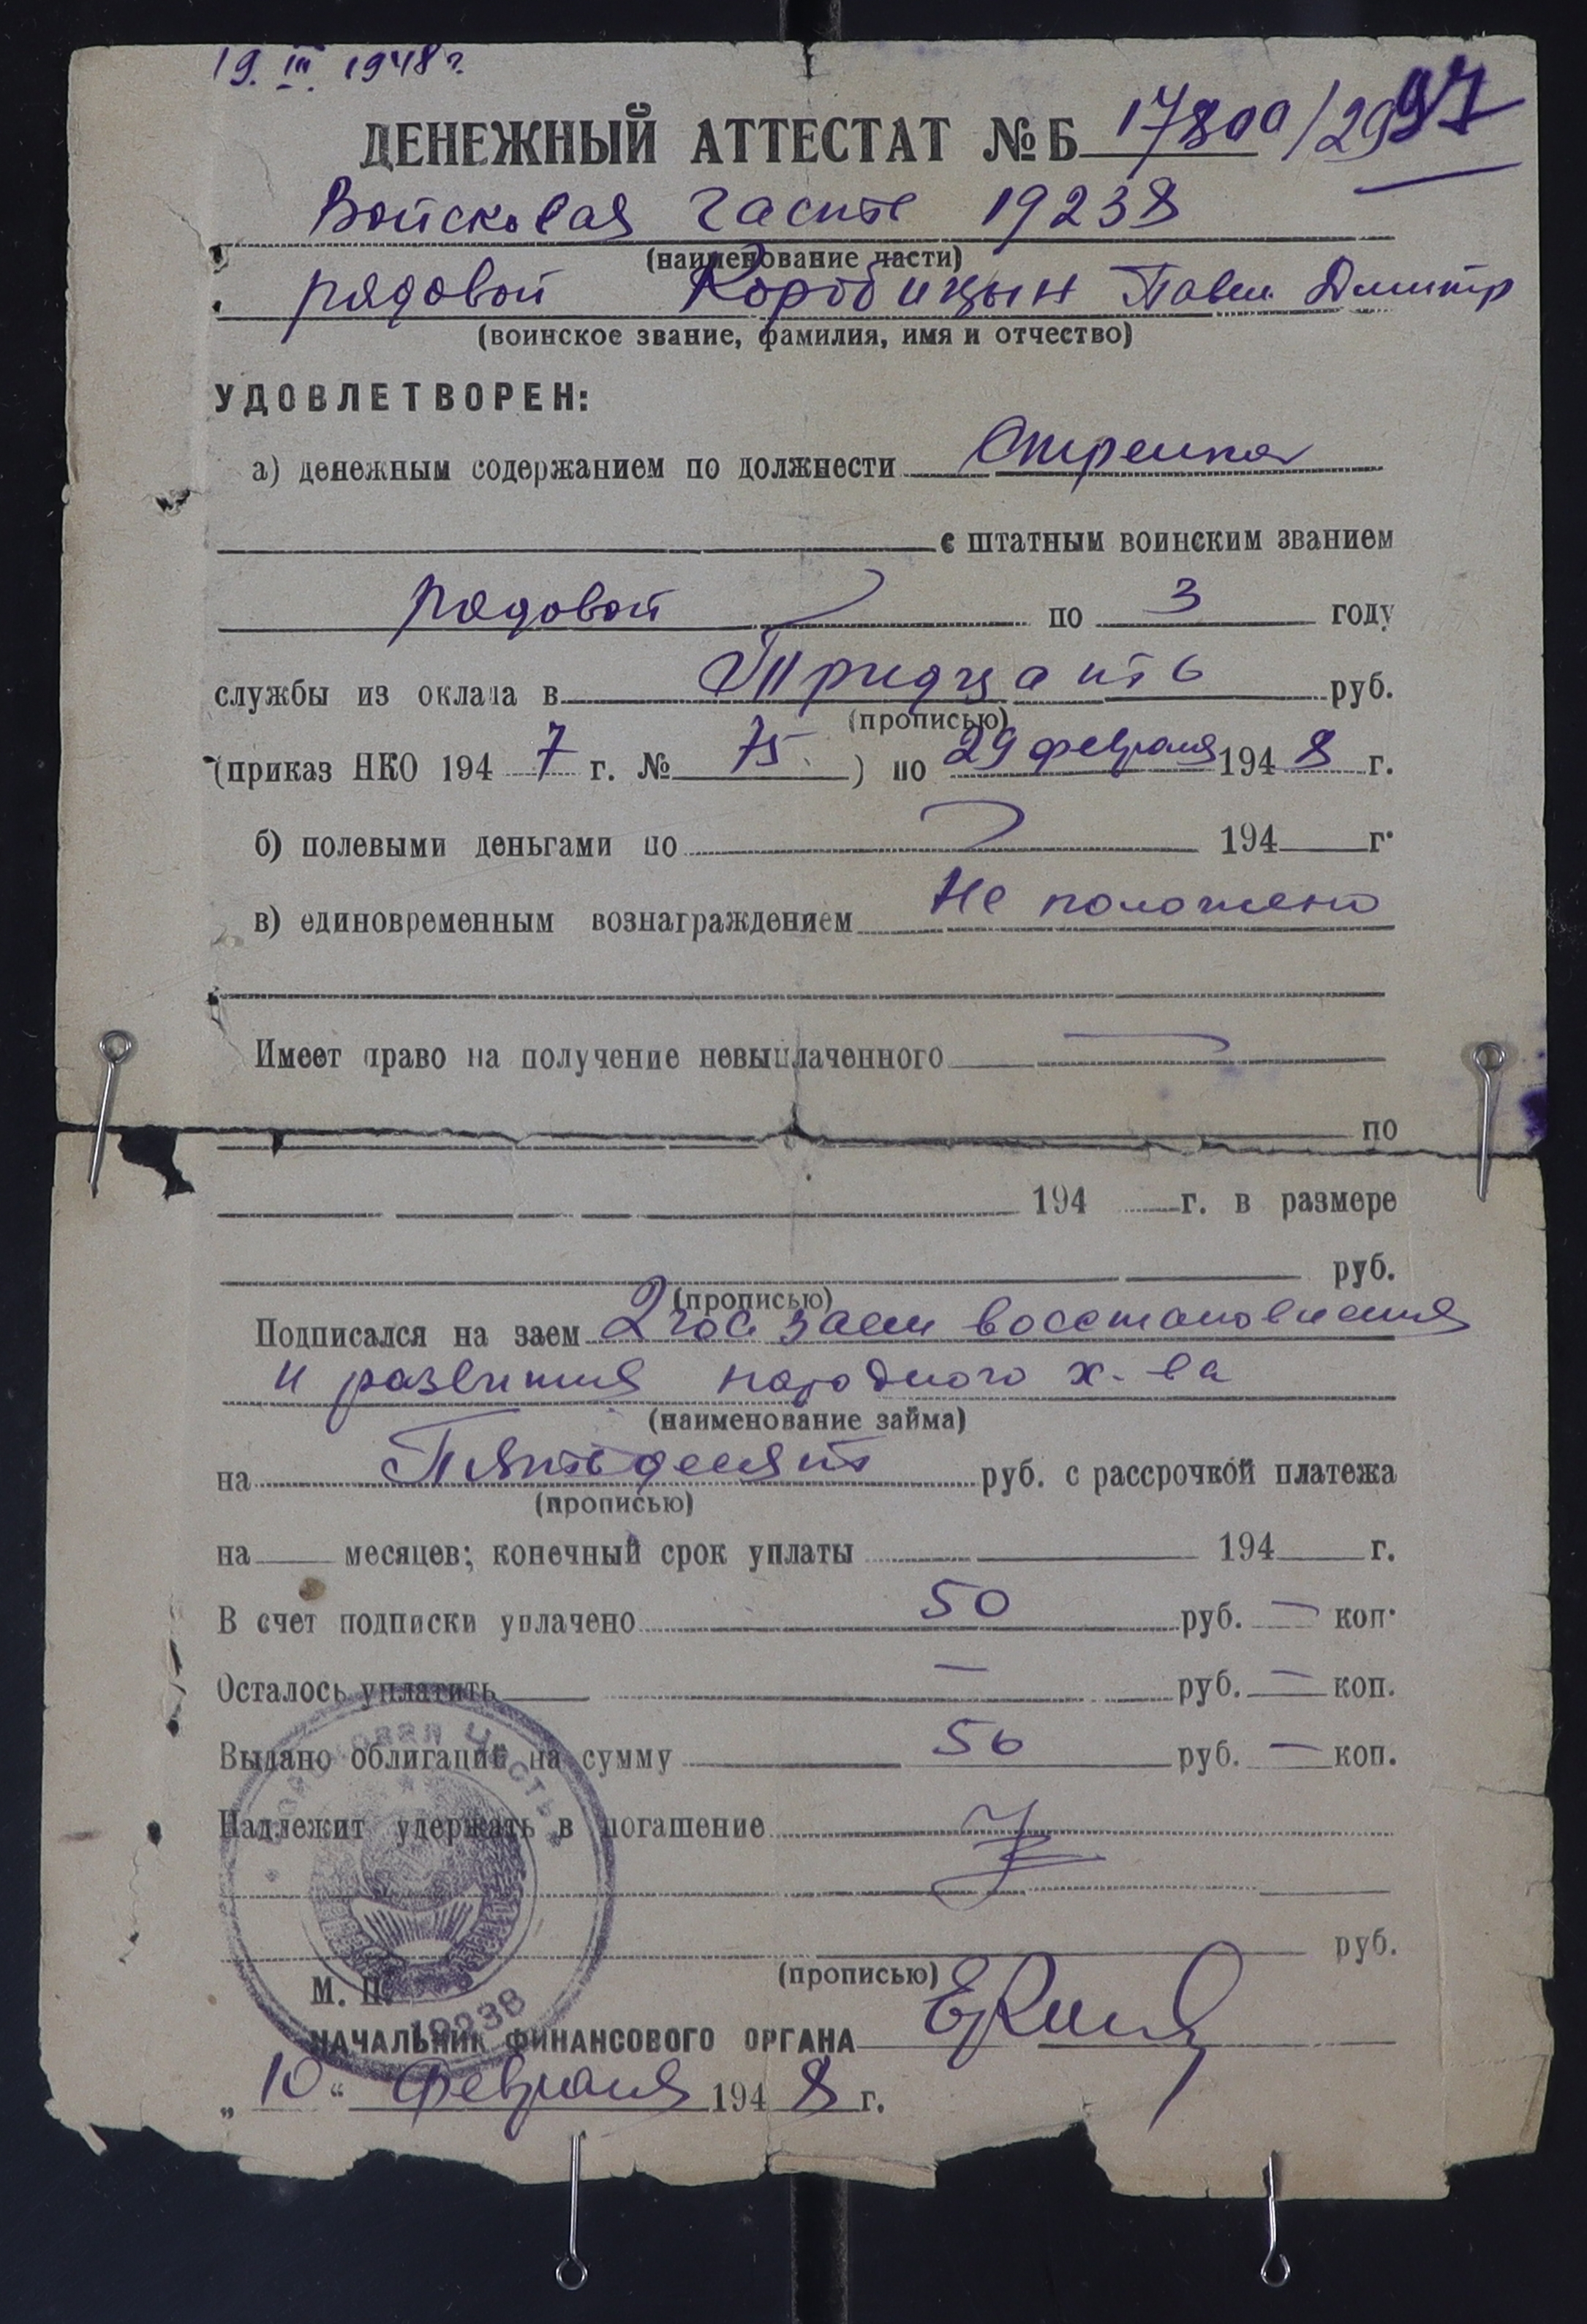 19. III. 1948 г.
ДЕНЕЖНЫЙ АТТЕСТАТ № Б 17800/2997
Войсковая часть 19238
(наименование части)
рядовой Коробицын Павел Дмитр
(воинское звание, фамилия, имя и отчество)
УДОВЛЕТВОРЕН:
а) денежным содержанием по должности Стрелка
с штатным воинским званием
рядовой по 3 году
службы из оклада в Тридцать руб.
(прописью)
(приказ НКО 1947 г. № 75.) по 29 февраля 1948 г.
б) полевыми деньгами по 194 г.
в) единовременным вознаграждением Не положено
Имеет право на получение невыплаченного —
по
194 г. в размере
руб.
(прописью)
Подписался на заем 2 гос заем восстановления
и развития народного х-ва
(наименование займа)
на Пятьдесят руб. с рассрочкой платежа
(прописью)
на месяцев; конечный срок уплаты 194 г.
В счет подписки уплачено 50 руб. — коп.
Осталось уплатить — руб. — коп.
Выдано облигаций на сумму 50 руб. — коп.
Надлежит удержать в погашение
руб.
(прописью)
М. П.
Войсковая часть
19238
НАЧАЛЬНИК ФИНАНСОВОГО ОРГАНА
„10“ февраля 1948 г.